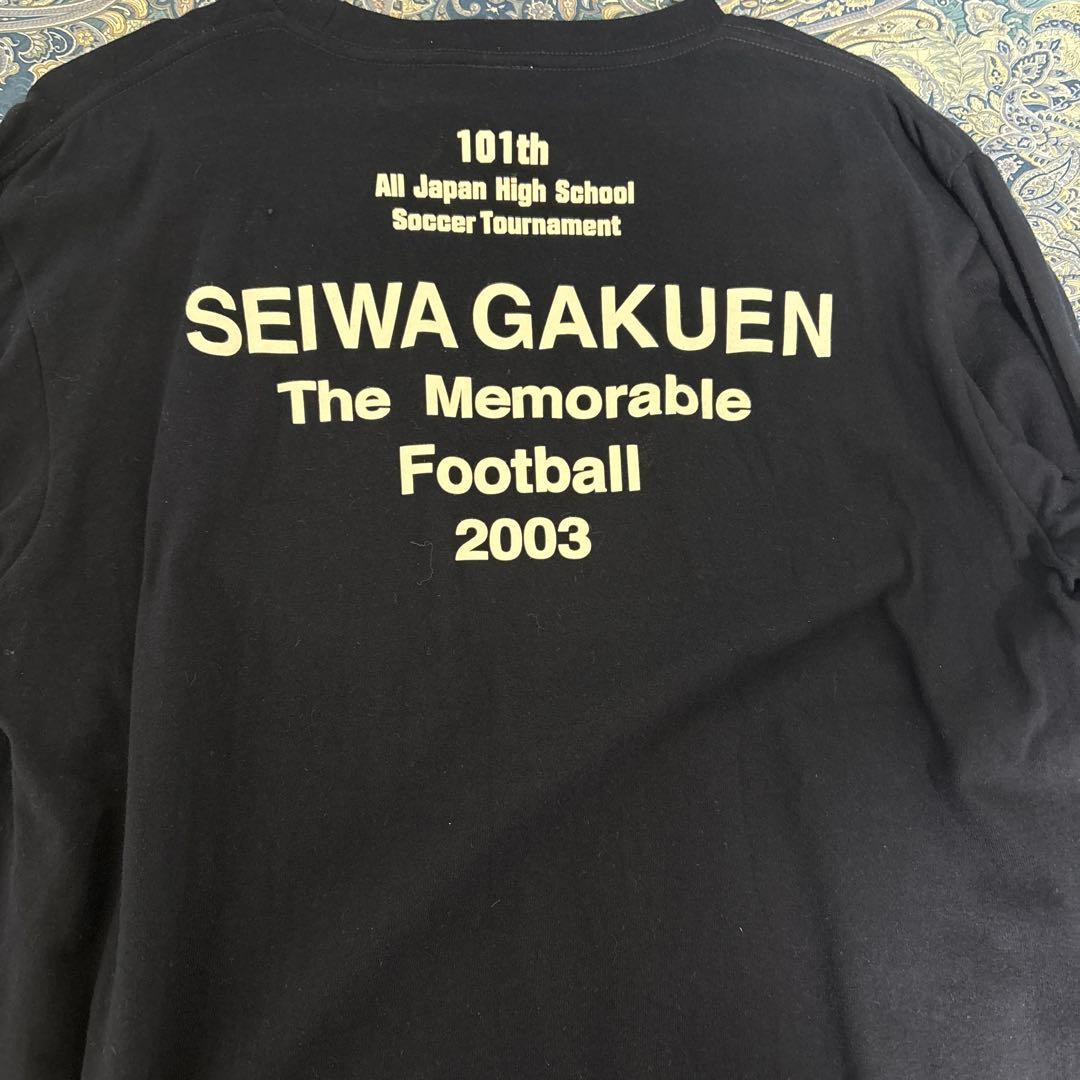 101th
All Japan High School
Soccer Tournament
SEIWA GAKUEN
The Memorable
Football
2003